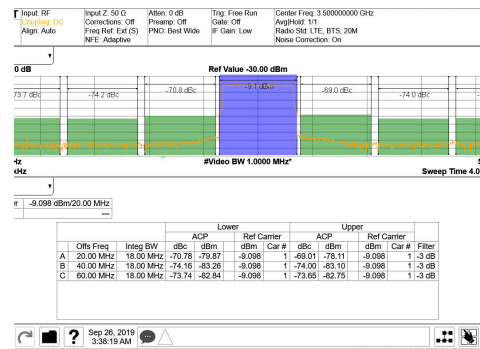 Input: RF Input Z: 50 Ω Atten: 0 dB Trig: Free Run Center Freq: 3.500000000 GHz
Coupling: DC Corrections: Off Preamp: Off Gate: Off Avg|Hold: 1/1
Align: Auto Freq Ref: Ext (S) PNO: Best Wide IF Gain: Low Radio Std: LTE, BTS, 20M
NFE: Adaptive Noise Correction: On
0 dB Ref Value -30.00 dBm
73.7 dBc -74.2 dBc -70.8 dBc -9.1 dBm -69.0 dBc -74.0 dBc
#Video BW 1.0000 MHz*
Sweep Time 4.0
-9.098 dBm/20.00 MHz
---
Lower Upper
ACP Ref Carrier ACP Ref Carrier
Offs Freq Integ BW dBc dBm dBm Car # dBc dBm dBm Car # Filter
A 20.00 MHz 18.00 MHz -70.78 -79.87 -9.098 1 -69.01 -78.11 -9.098 1 -3 dB
B 40.00 MHz 18.00 MHz -74.16 -83.26 -9.098 1 -74.00 -83.10 -9.098 1 -3 dB
C 60.00 MHz 18.00 MHz -73.74 -82.84 -9.098 1 -73.65 -82.75 -9.098 1 -3 dB
? Sep 26, 2019
3:38:19 AM